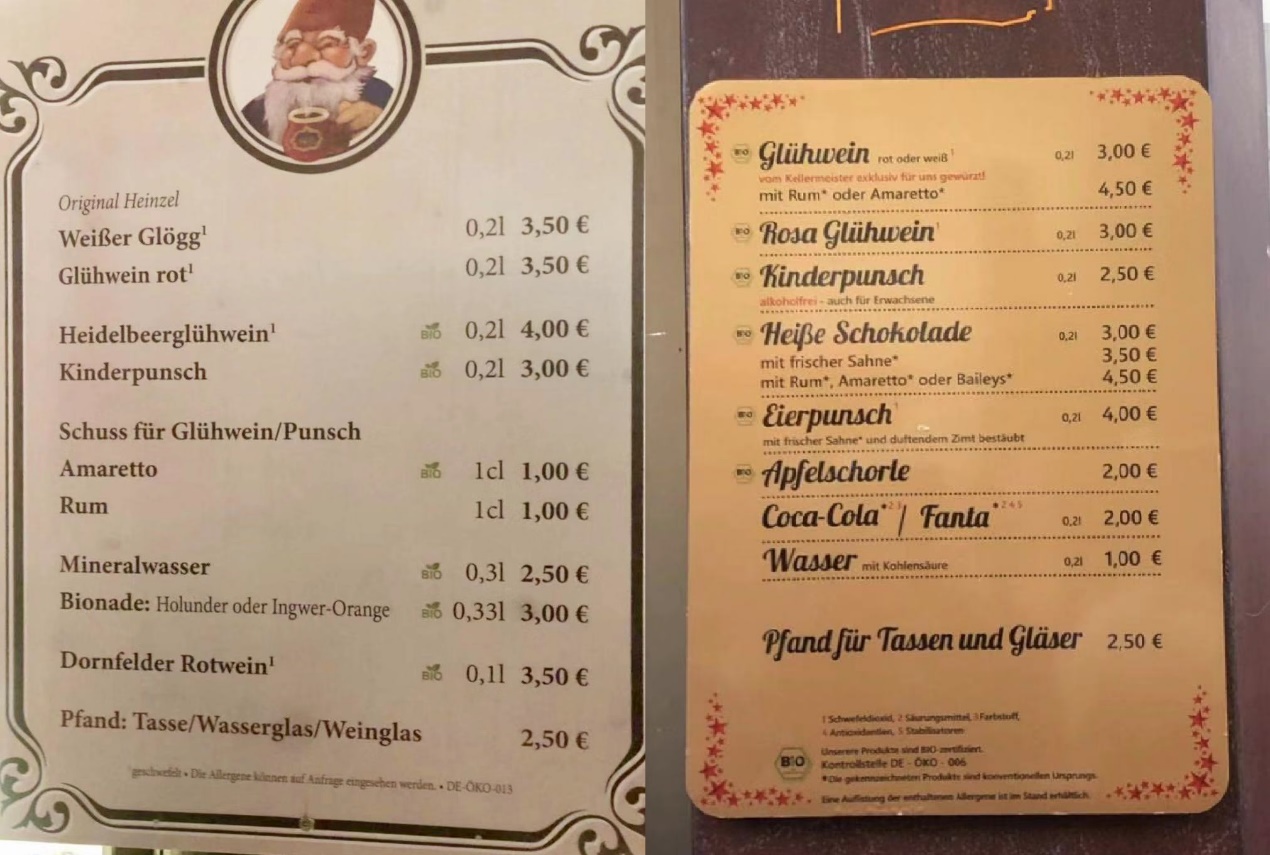 Original Heinzel
Weißer Glögg¹ 0,2l 3,50 €
Glühwein rot¹ 0,2l 3,50 €
Heidelbeerglühwein¹ BIO 0,2l 4,00 €
Kinderpunsch BIO 0,2l 3,00 €
Schuss für Glühwein/Punsch
Amaretto BIO 1cl 1,00 €
Rum 1cl 1,00 €
Mineralwasser BIO 0,3l 2,50 €
Bionade: Holunder oder Ingwer-Orange BIO 0,33l 3,00 €
Dornfelder Rotwein¹ BIO 0,1l 3,50 €
Pfand: Tasse/Wasserglas/Weinglas 2,50 €
¹geschwefelt • Die Allergene können auf Anfrage eingesehen werden. • DE-ÖKO-013
BIO Glühwein rot oder weiß¹ 0,2l 3,00 €
vom Kellermeister exklusiv für uns gewürzt!
mit Rum* oder Amaretto* 4,50 €
BIO Rosa Glühwein¹ 0,2l 3,00 €
BIO Kinderpunsch 0,2l 2,50 €
alkoholfrei - auch für Erwachsene
BIO Heiße Schokolade 0,2l 3,00 €
mit frischer Sahne* 3,50 €
mit Rum*, Amaretto* oder Baileys* 4,50 €
BIO Eierpunsch¹ 0,2l 4,00 €
mit frischer Sahne* und duftendem Zimt bestäubt
BIO Apfelschorle 2,00 €
Coca-Cola*2 3 / Fanta*2 4 5 0,2l 2,00 €
Wasser mit Kohlensäure 0,2l 1,00 €
Pfand für Tassen und Gläser 2,50 €
1 Schwefeldioxid, 2 Säurungsmittel, 3 Farbstoff,
4 Antioxidantien, 5 Stabilisatoren
BIO
Unserere Produkte sind BIO-zertifiziert.
Kontrollstelle DE - ÖKO - 006
*Die gekennzeichneten Produkte sind konventionellen Ursprungs.
Eine Auflistung der enthaltenen Allergene ist im Stand erhältlich.